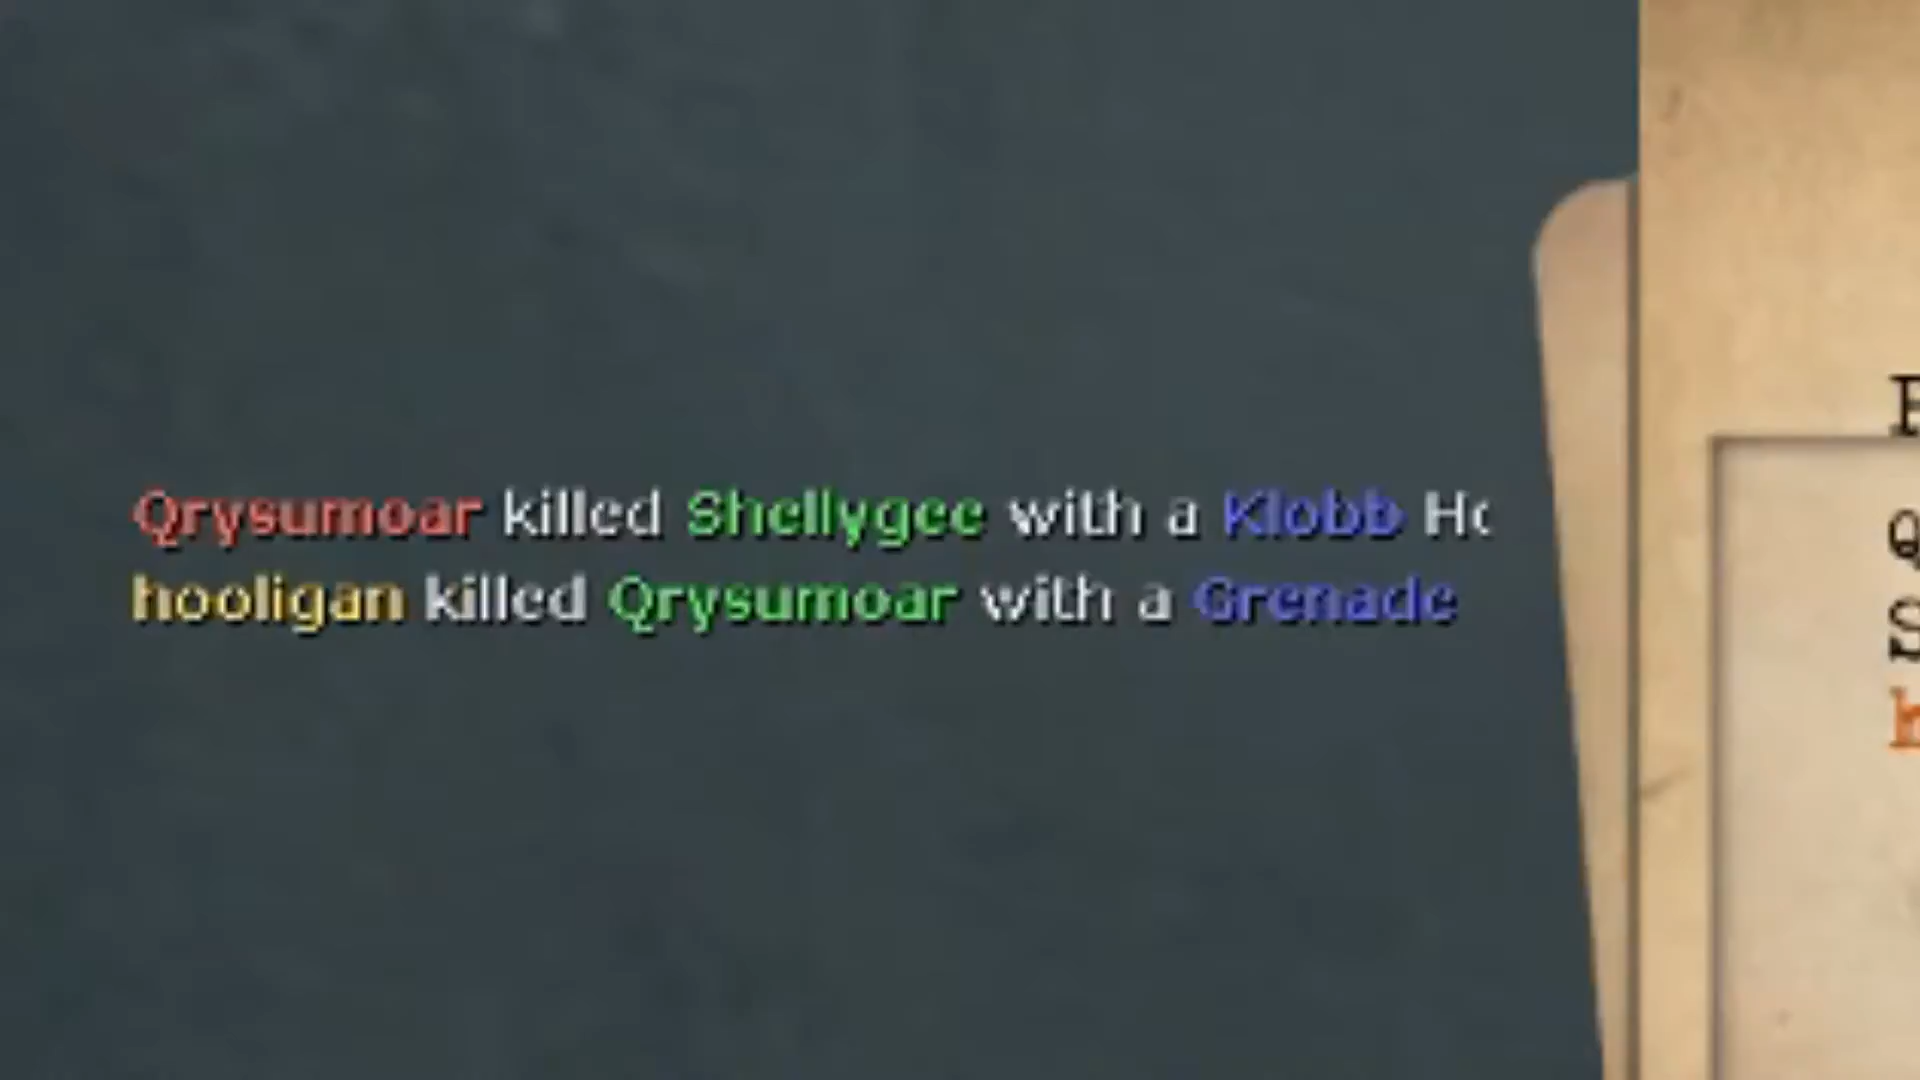 Qrysumoar killed Shellygee with a Klobb
hooligan killed Qrysumoar with a Grenade
Q
S